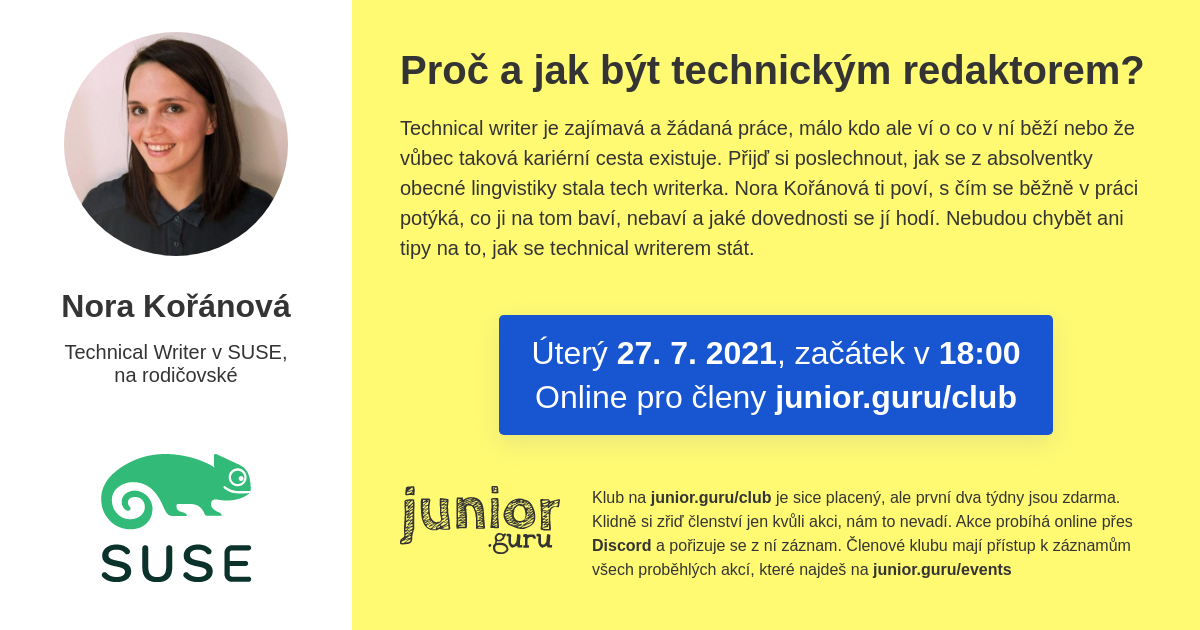 Nora Kořánová
Technical Writer v SUSE,
na rodičovské
SUSE
Proč a jak být technickým redaktorem?
Technical writer je zajímavá a žádaná práce, málo kdo ale ví o co v ní běží nebo že
vůbec taková kariérní cesta existuje. Přijď si poslechnout, jak se z absolventky
obecné lingvistiky stala tech writerka. Nora Kořánová ti poví, s čím se běžně v práci
potýká, co ji na tom baví, nebaví a jaké dovednosti se jí hodí. Nebudou chybět ani
tipy na to, jak se technical writerem stát.
Úterý 27. 7. 2021, začátek v 18:00
Online pro členy junior.guru/club
junior
.guru
Klub na junior.guru/club je sice placený, ale první dva týdny jsou zdarma.
Klidně si zřiď členství jen kvůli akci, nám to nevadí. Akce probíhá online přes
Discord a pořizuje se z ní záznam. Členové klubu mají přístup k záznamům
všech proběhlých akcí, které najdeš na junior.guru/events